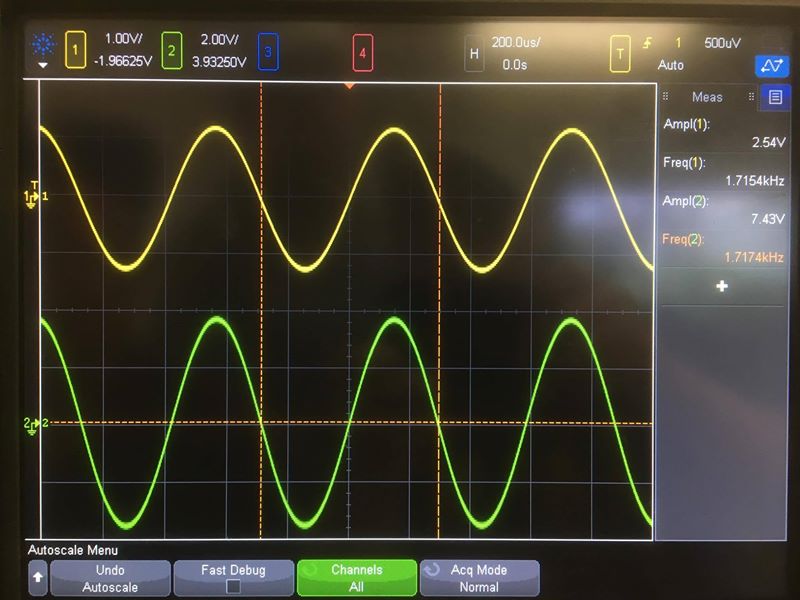 1
1.00V/
-1.96625V
2
2.00V/
3.93250V
3
4
H
200.0us/
0.0s
T
1
500uV
Auto
Meas
Ampl(1):
2.54V
Freq(1):
1.7154kHz
Ampl(2):
7.43V
Freq(2):
1.7174kHz
+
T
1
1
2
2
Autoscale Menu
Undo
Autoscale
Fast Debug
Channels
All
Acq Mode
Normal